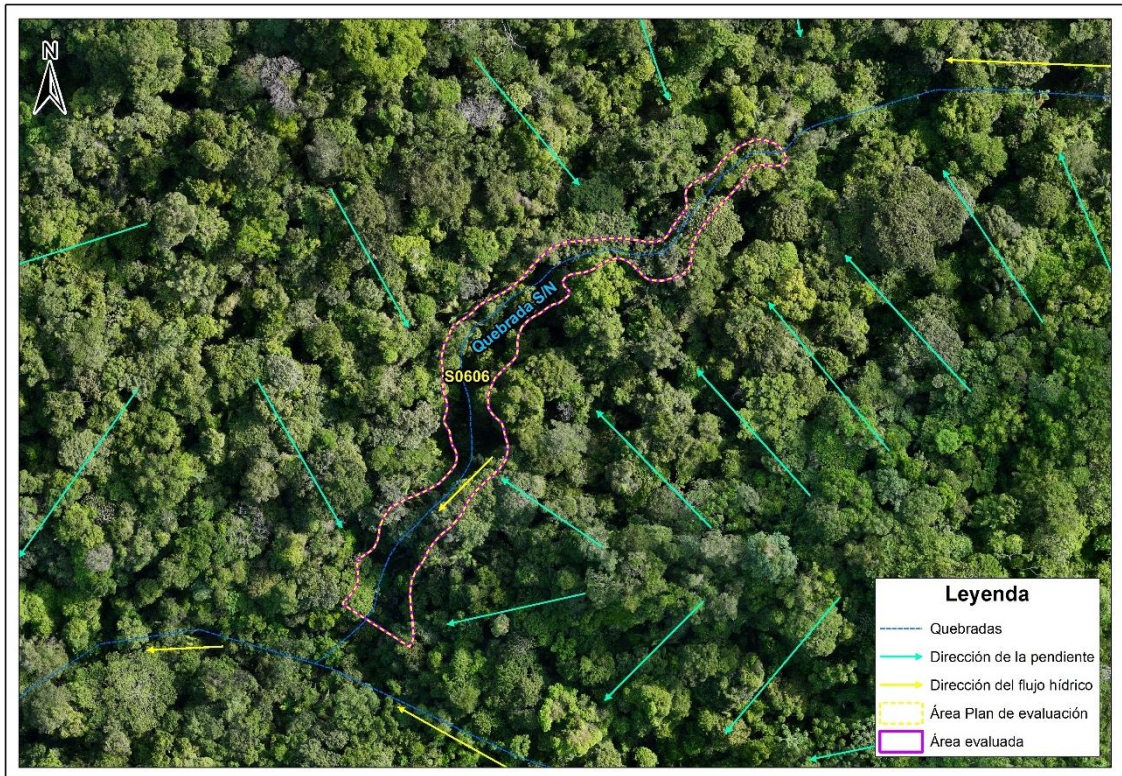 N
Quebrada S/N
S0606
Leyenda
Quebradas
Dirección de la pendiente
Dirección del flujo hídrico
Área Plan de evaluación
Área evaluada